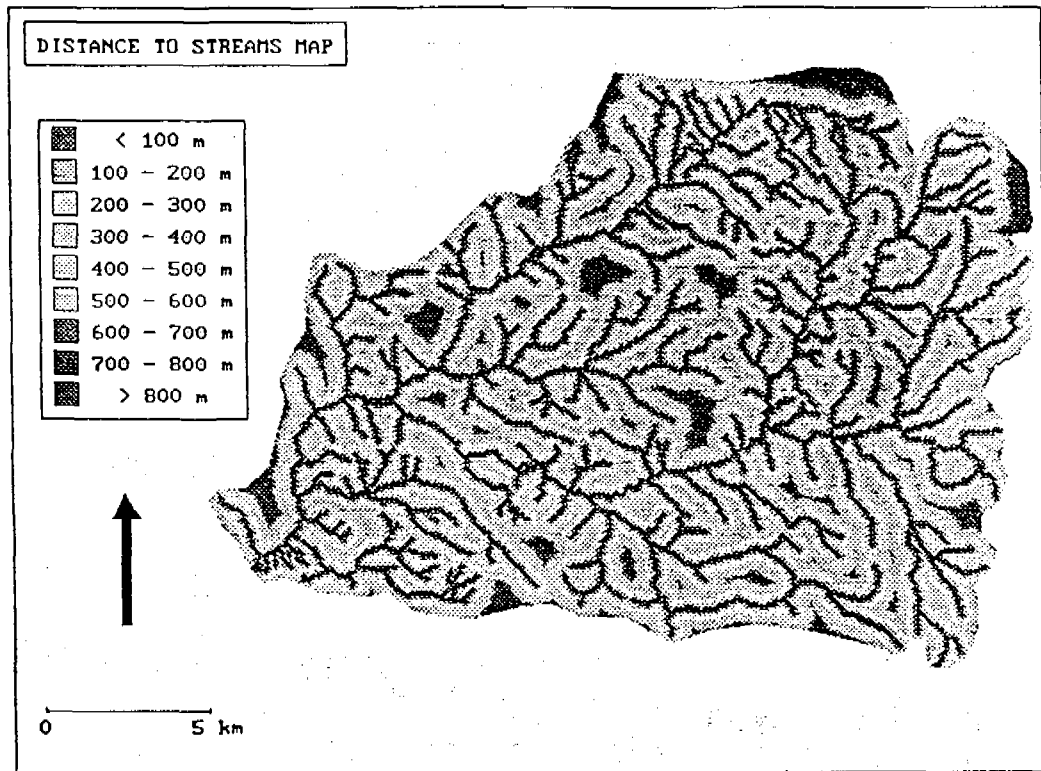 DISTANCE TO STREAMS MAP
< 100 m
100 - 200 m
200 - 300 m
300 - 400 m
400 - 500 m
500 - 600 m
600 - 700 m
700 - 800 m
> 800 m
0 5 km